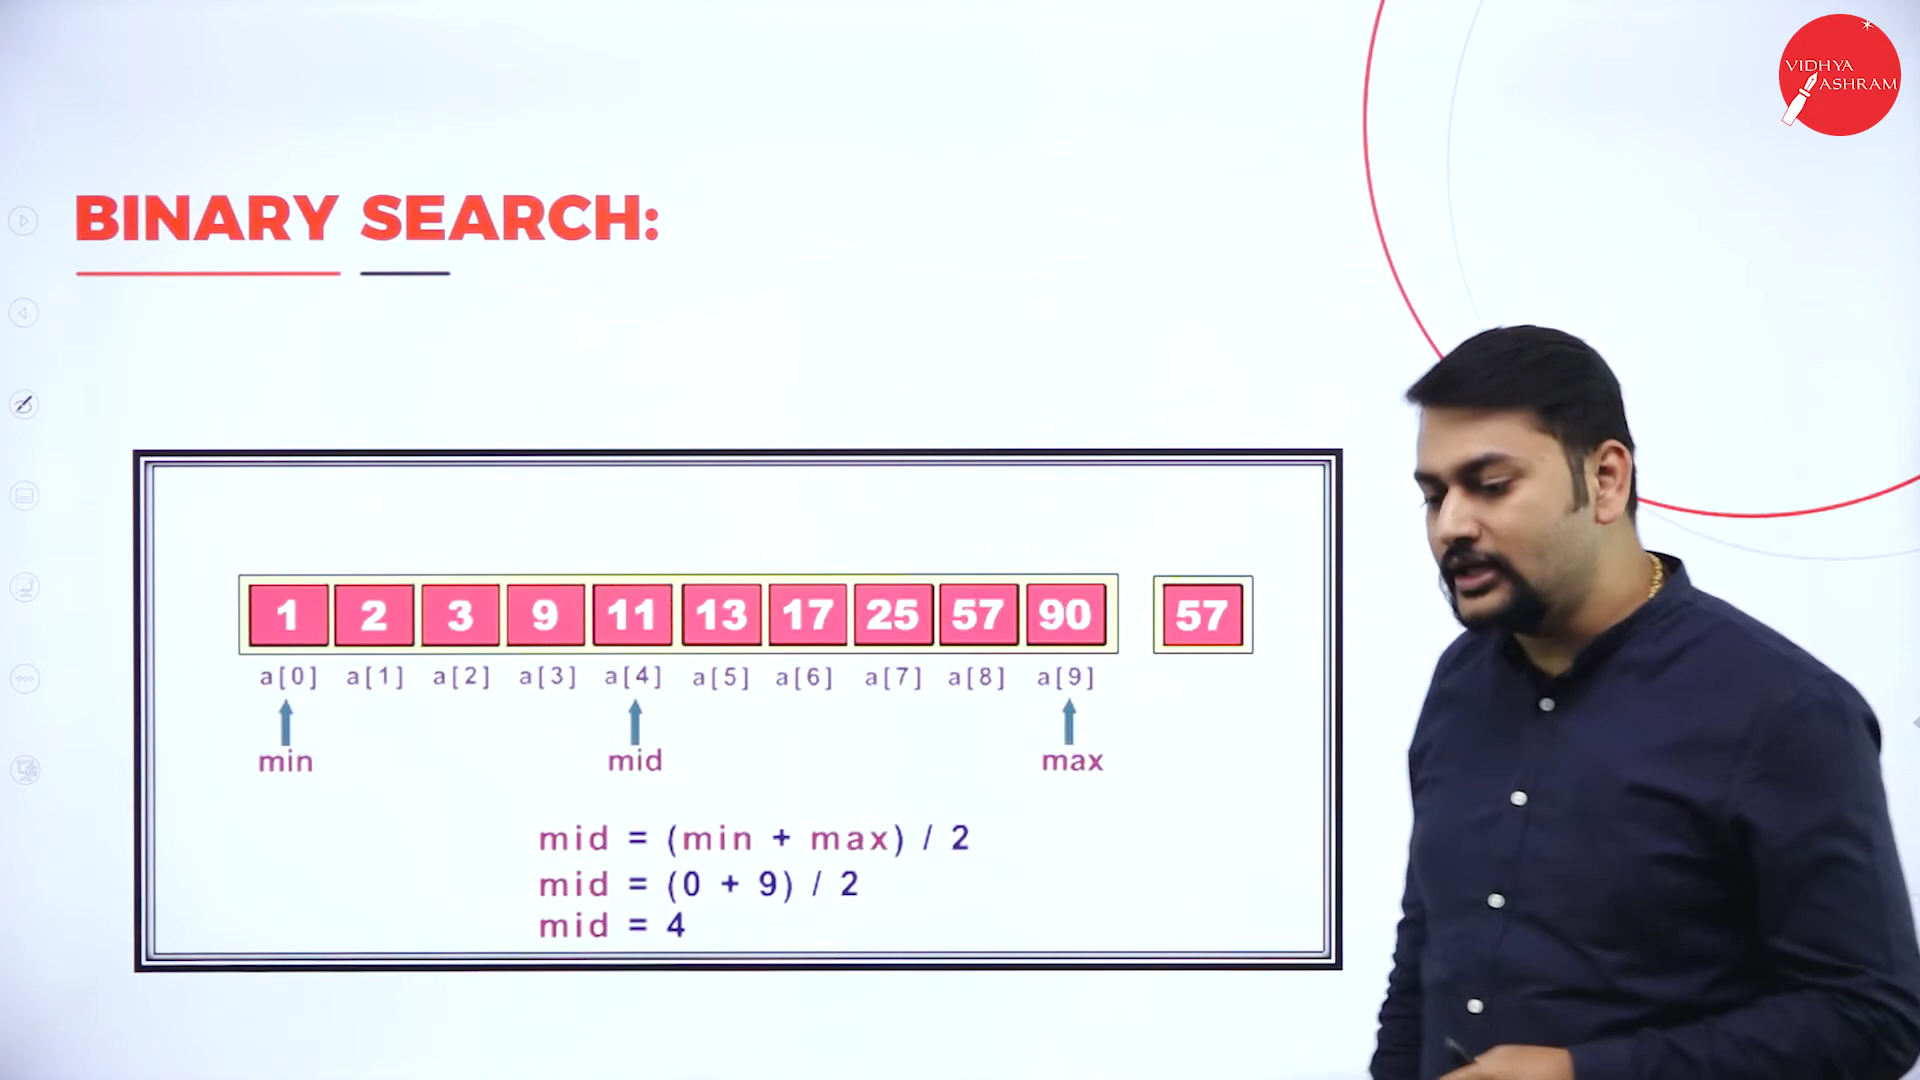 VIDHYA
ASHRAM
BINARY SEARCH:
1 2 3 9 11 13 17 25 57 90 57
a[0] a[1] a[2] a[3] a[4] a[5] a[6] a[7] a[8] a[9]
min mid max
mid = (min + max) / 2
mid = (0 + 9) / 2
mid = 4